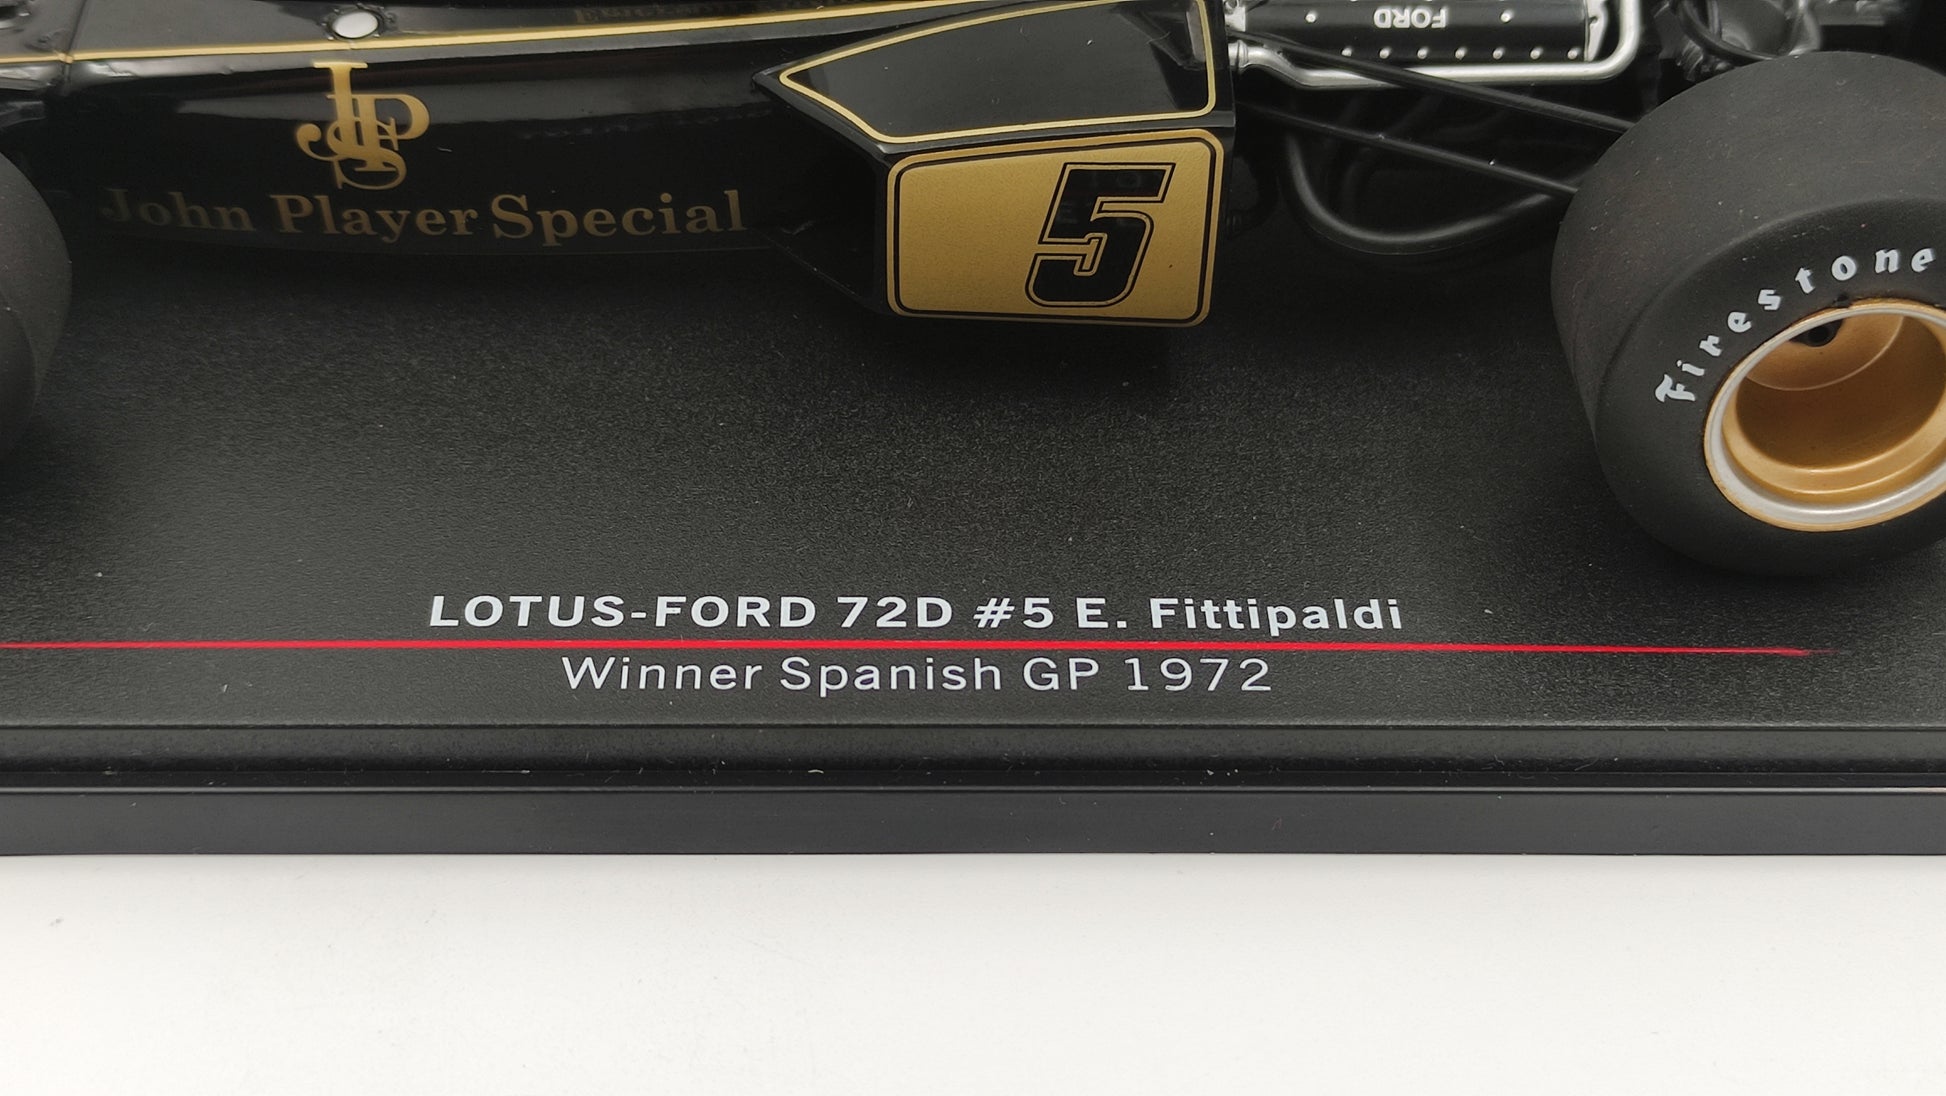 FORD
JPS
John Player Special
5
Firestone
LOTUS-FORD 72D #5 E. Fittipaldi
Winner Spanish GP 1972